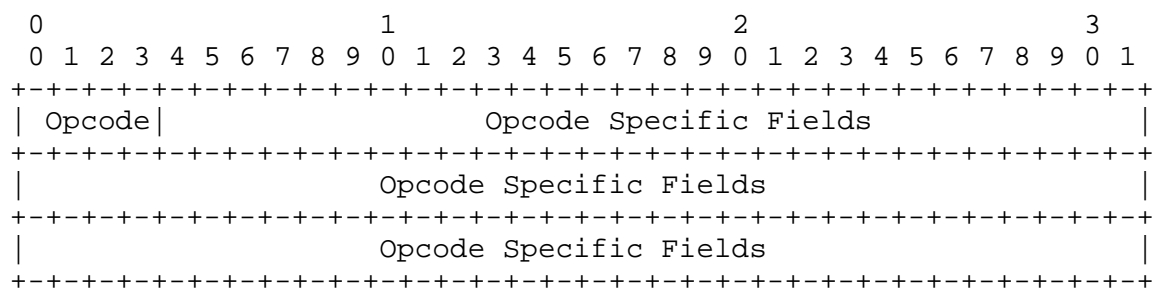 0                   1                   2                   3
 0 1 2 3 4 5 6 7 8 9 0 1 2 3 4 5 6 7 8 9 0 1 2 3 4 5 6 7 8 9 0 1
+-+-+-+-+-+-+-+-+-+-+-+-+-+-+-+-+-+-+-+-+-+-+-+-+-+-+-+-+-+-+-+-+
| Opcode|                  Opcode Specific Fields               |
+-+-+-+-+-+-+-+-+-+-+-+-+-+-+-+-+-+-+-+-+-+-+-+-+-+-+-+-+-+-+-+-+
|                    Opcode Specific Fields                     |
+-+-+-+-+-+-+-+-+-+-+-+-+-+-+-+-+-+-+-+-+-+-+-+-+-+-+-+-+-+-+-+-+
|                    Opcode Specific Fields                     |
+-+-+-+-+-+-+-+-+-+-+-+-+-+-+-+-+-+-+-+-+-+-+-+-+-+-+-+-+-+-+-+-+